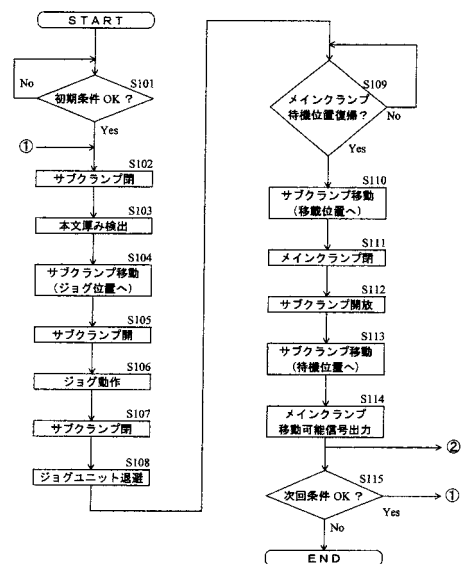 START
S101
No
初期条件 OK ?
Yes
①
S102
サブクランプ閉
S103
本文厚み検出
S104
サブクランプ移動
(ジョグ位置へ)
S105
サブクランプ開
S106
ジョグ動作
S107
サブクランプ閉
S108
ジョグユニット退避
S109
メインクランプ
待機位置復帰?
No
Yes
S110
サブクランプ移動
(移載位置へ)
S111
メインクランプ閉
S112
サブクランプ開放
S113
サブクランプ移動
(待機位置へ)
S114
メインクランプ
移動可能信号出力
②
S115
次回条件 OK ?
①
Yes
No
END